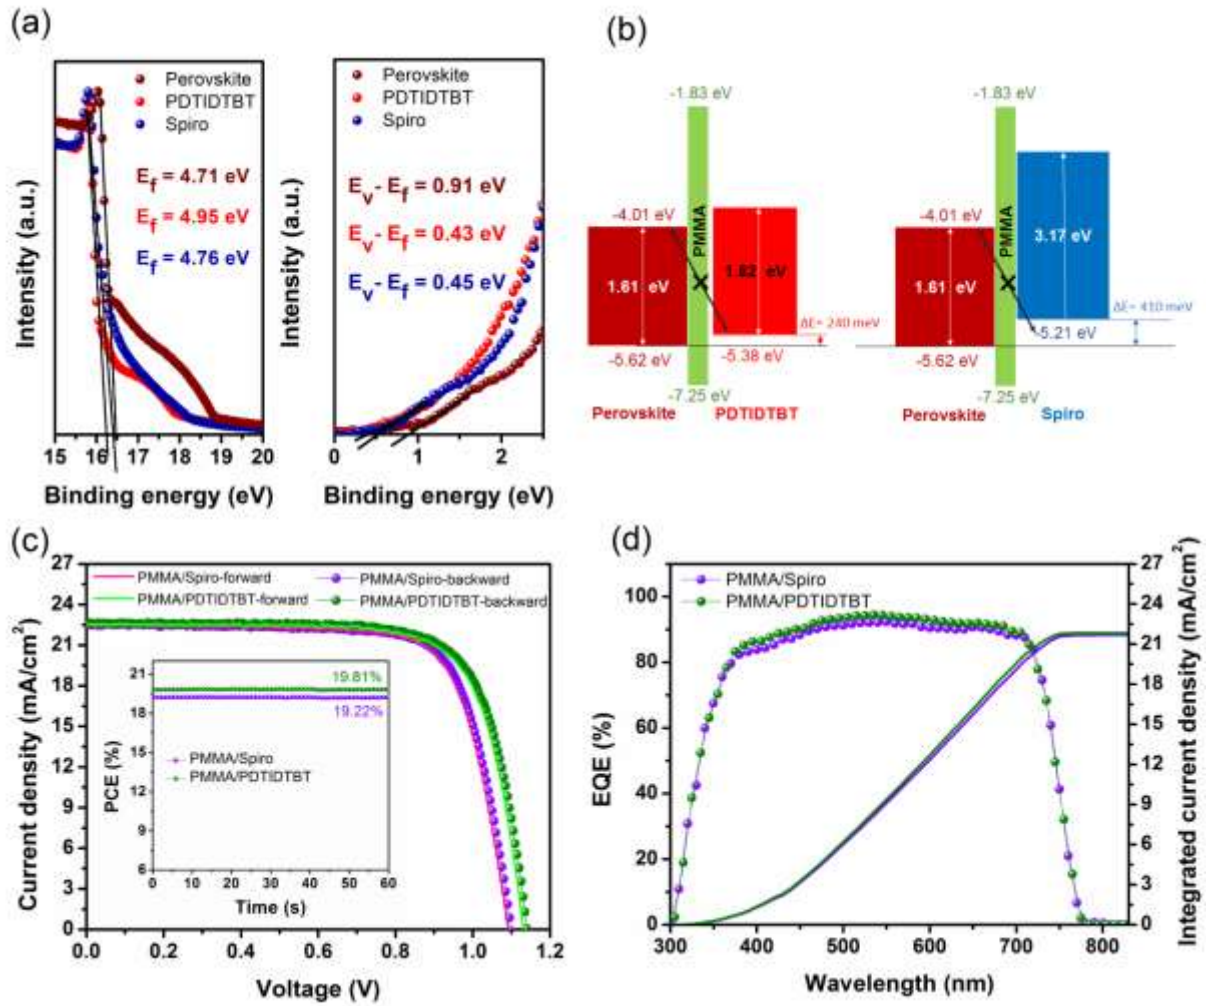 (a)
Perovskite
PDTIDTBT
Spiro
E_f = 4.71 eV
E_f = 4.95 eV
E_f = 4.76 eV
Intensity (a.u.)
15 16 17 18 19 20
Binding energy (eV)
Perovskite
PDTIDTBT
Spiro
E_v - E_f = 0.91 eV
E_v - E_f = 0.43 eV
E_v - E_f = 0.45 eV
Intensity (a.u.)
0 1 2
Binding energy (eV)
(b)
-1.83 eV
-4.01 eV
PMMA
1.61 eV
1.82 eV
ΔE= 240 meV
-5.62 eV
-5.38 eV
-7.25 eV
Perovskite
PDTIDTBT
-1.83 eV
-4.01 eV
PMMA
3.17 eV
1.61 eV
ΔE= 410 meV
-5.21 eV
-5.62 eV
-7.25 eV
Perovskite
Spiro
(c)
27
24
21
18
15
12
9
6
3
0
Current density (mA/cm²)
PMMA/Spiro-forward
PMMA/Spiro-backward
PMMA/PDTIDTBT-forward
PMMA/PDTIDTBT-backward
21
18
15
12
9
6
PCE (%)
19.81%
19.22%
PMMA/Spiro
PMMA/PDTIDTBT
0 10 20 30 40 50 60
Time (s)
0.0 0.2 0.4 0.6 0.8 1.0 1.2
Voltage (V)
(d)
PMMA/Spiro
PMMA/PDTIDTBT
100
80
60
40
20
0
EQE (%)
27
24
21
18
15
12
9
6
3
0
Integrated current density (mA/cm²)
300 400 500 600 700 800
Wavelength (nm)